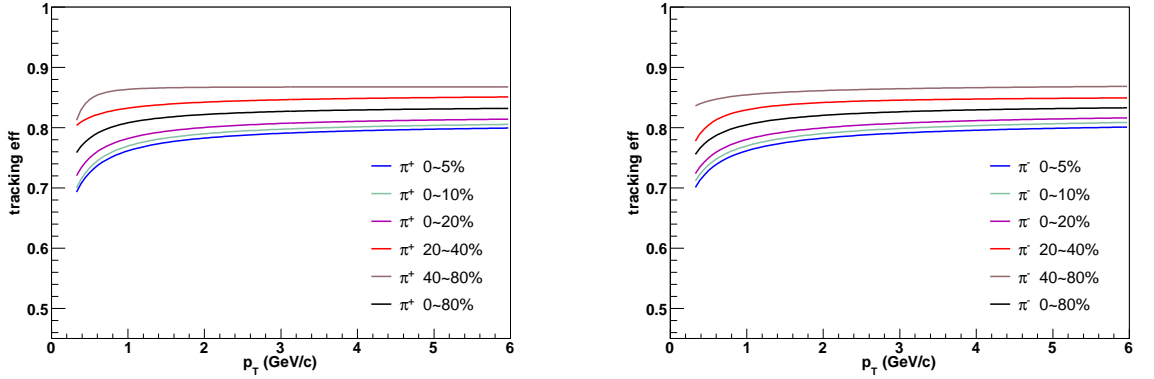 1
0.9
0.8
0.7
0.6
0.5
tracking eff
π+ 0~5%
π+ 0~10%
π+ 0~20%
π+ 20~40%
π+ 40~80%
π+ 0~80%
0 1 2 3 4 5 6
pT (GeV/c)
1
0.9
0.8
0.7
0.6
0.5
tracking eff
π- 0~5%
π- 0~10%
π- 0~20%
π- 20~40%
π- 40~80%
π- 0~80%
0 1 2 3 4 5 6
pT (GeV/c)